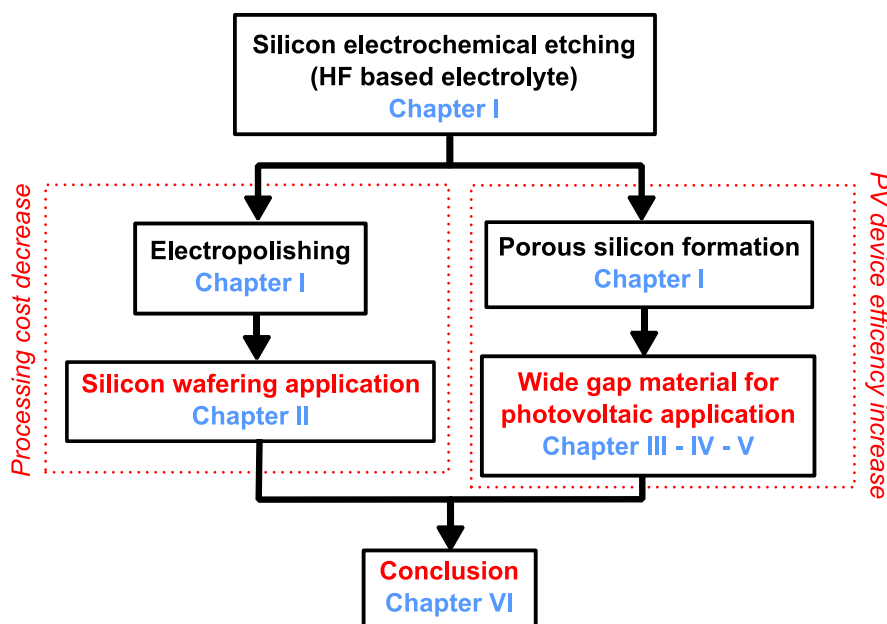 Silicon electrochemical etching
(HF based electrolyte)
Chapter I
Processing cost decrease
Electropolishing
Chapter I
Silicon wafering application
Chapter II
Porous silicon formation
Chapter I
Wide gap material for
photovoltaic application
Chapter III - IV - V
PV device efficency increase
Conclusion
Chapter VI